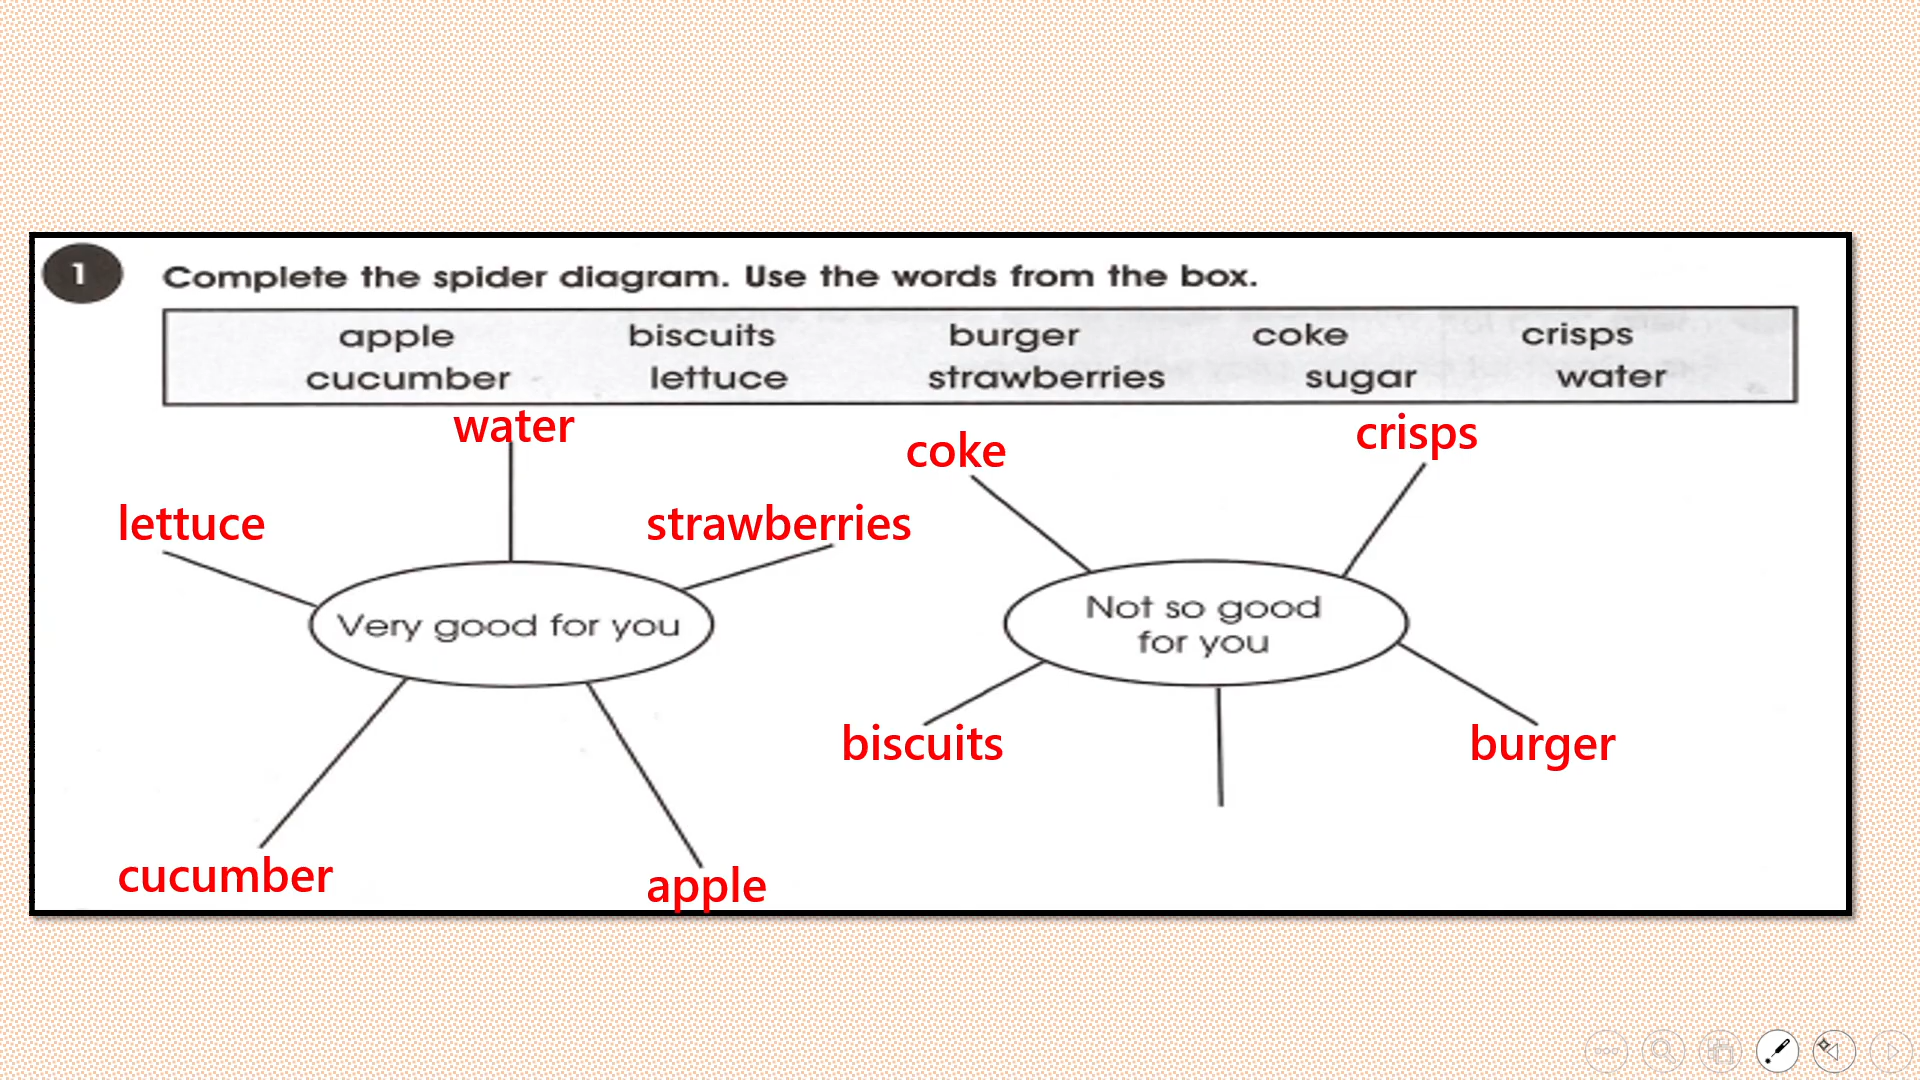 1 Complete the spider diagram. Use the words from the box.
apple biscuits burger coke crisps
cucumber lettuce strawberries sugar water
water
coke
crisps
lettuce
strawberries
Very good for you
Not so good
for you
biscuits
burger
cucumber
apple